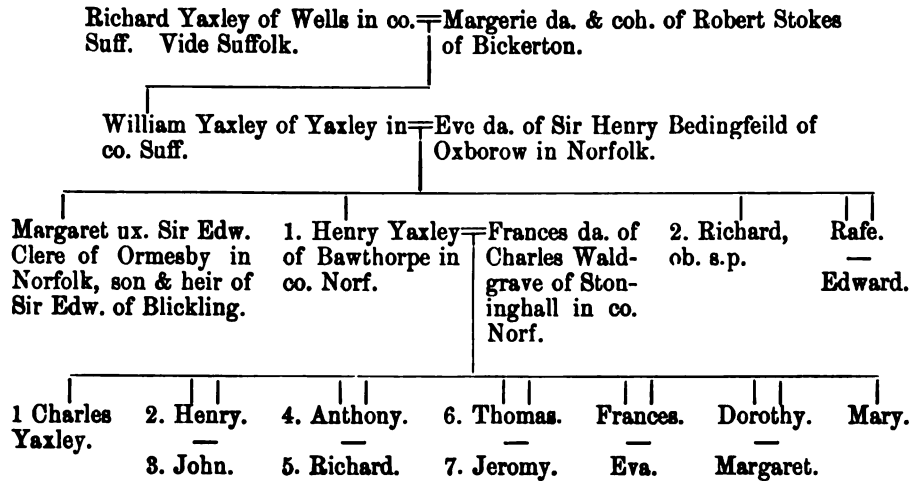 Richard Yaxley of Wells in co. Suff. Vide Suffolk.
Margerie da. & coh. of Robert Stokes of Bickerton.
William Yaxley of Yaxley in co. Suff.
Eve da. of Sir Henry Bedingfeild of Oxborow in Norfolk.
Margaret ux. Sir Edw.
Clere of Ormesby in
Norfolk, son & heir of
Sir Edw. of Blickling.
1. Henry Yaxley
of Bawthorpe in
co. Norf.
Frances da. of
Charles Wald-
grave of Ston-
inghall in co.
Norf.
2. Richard,
ob. s.p.
Rafe.
—
Edward.
1 Charles
Yaxley.
2. Henry.
—
3. John.
4. Anthony.
—
5. Richard.
6. Thomas.
—
7. Jeromy.
Frances.
—
Eva.
Dorothy.
—
Margaret.
Mary.